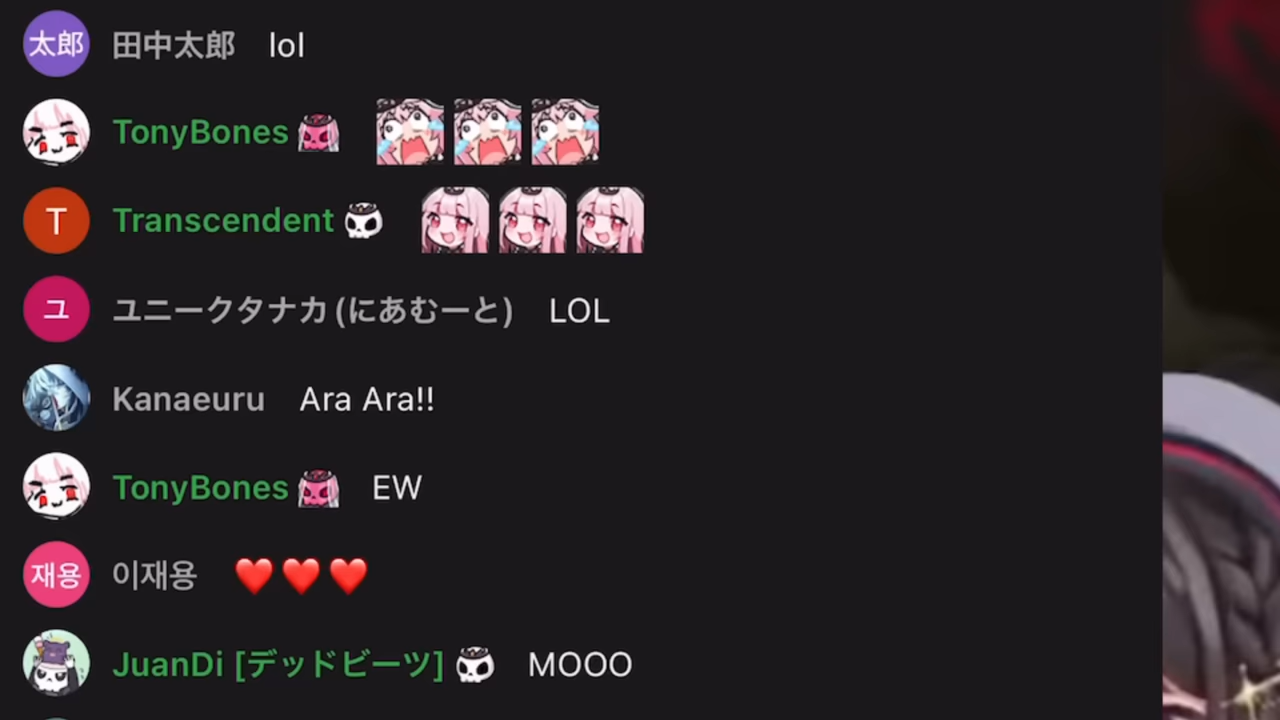 太郎 田中太郎 lol
TonyBones
T Transcendent
ユ ユニークタナカ(にあむーと) LOL
Kanaeuru Ara Ara!!
TonyBones EW
재용 이재용 ❤️❤️❤️
JuanDi [デッドビーツ] MOOO